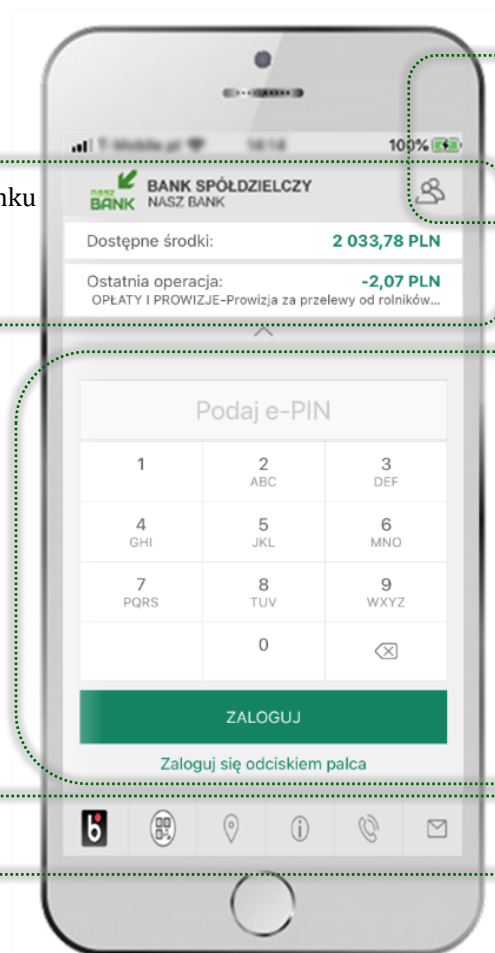 100%
nasz
BANK
BANK SPÓŁDZIELCZY
NASZ BANK
nku
Dostępne środki: 2 033,78 PLN
Ostatnia operacja: -2,07 PLN
OPŁATY I PROWIZJE-Prowizja za przelewy od rolników...
Podaj e-PIN
1 2 3
ABC DEF
4 5 6
GHI JKL MNO
7 8 9
PQRS TUV WXYZ
0
ZALOGUJ
Zaloguj się odciskiem palca